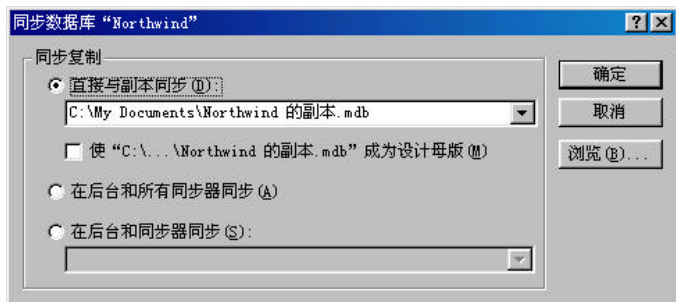 同步数据库“Northwind”
同步复制
直接与副本同步(D):
确定
C:\My Documents\Northwind 的副本.mdb
取消
使“C:\...\Northwind 的副本.mdb”成为设计母版(M)
浏览(B)...
在后台和所有同步器同步(A)
在后台和同步器同步(S):